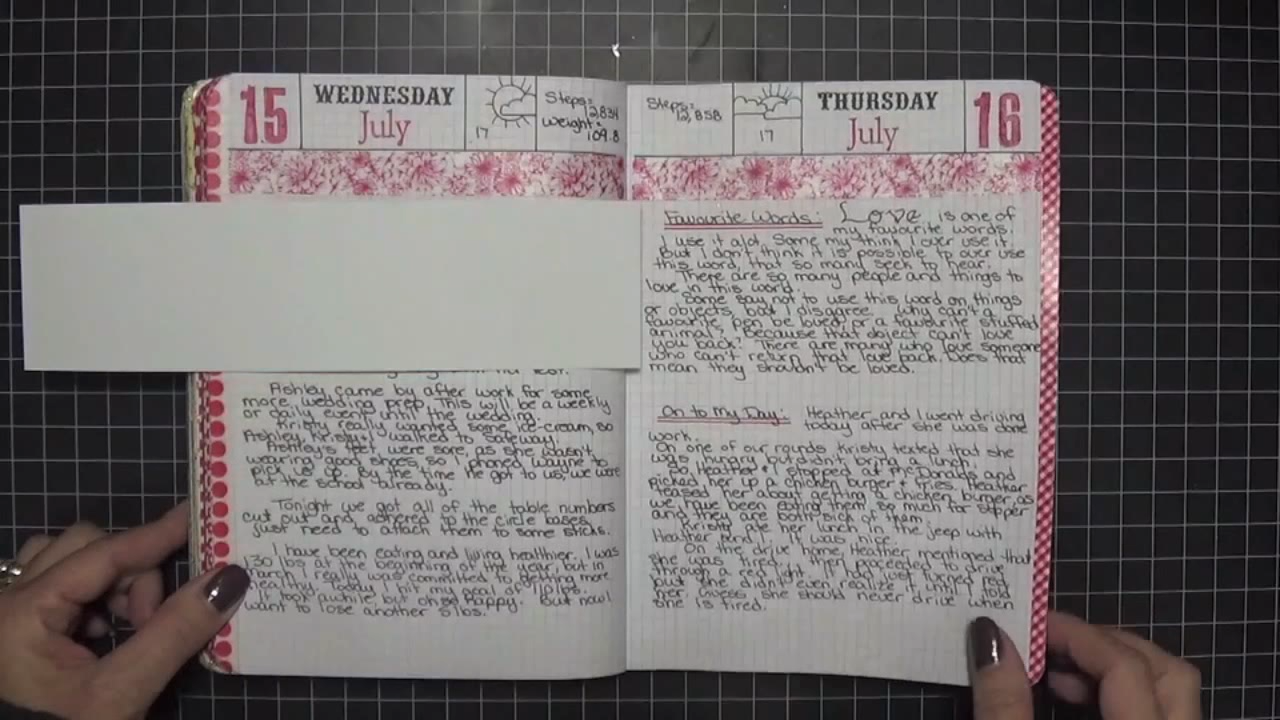 15
WEDNESDAY
July
17
Steps:
12,834
weight:
109.8
Ashley came by after work for some
more, wedding prep. This will be a weekly
or daily event until the wedding.
Kristy really wanted some ice-cream, so
Ashley, Kristy + I walked to Safeway.
Ashley's feet, were sore, as she wasn't
wearing good shoes, so I phoned Wayne to
pick us up. By the time he got to us, we were
at the school already.
Tonight we got all of the table numbers
cut out and adhered to the circle bases,
just need to attach them to some sticks.
I have been eating and living healthier. I was
130 lbs at the beginning of the year, but in
March I really was committed to getting more
healthy, today I hit my goal of 110 lbs.
It took awhile but oh so happy. But now I
want to lose another 5 lbs.
Steps:
12,858
17
THURSDAY
July
16
Favourite Words: Love is one of
my favourite words.
I use it alot. Some my think I over use it.
But I don't think it is possible to over use
this word, that so many seek to hear.
There are so many people and things to
love in this world.
Some say not to use this word on things
or objects, but I disagree. Why can't a
favourite pen be loved, or a favourite stuffed
animal? Because that object can't love
you back? There are many who love someone
who can't return that love back. Does that
mean they shouldn't be loved.
On to My Day: Heather and I went driving
today after she was done
work.
On one of our rounds Kristy texted that she
was hungry but didn't bring a lunch.
So Heather + I stopped at McDonalds and
picked her up a chicken burger + fries. Heather
teased her about getting a chicken burger, as
we have been eating them so much for supper
and they are both sick of them.
Kristy ate her lunch in the jeep with
Heather and I. It was nice.
On the drive home, Heather mentioned that
she was tired. Then proceeded to drive
through a red light. It had just turned red
but she didn't even realize it until I told
her. Guess she should never drive when
she is tired.